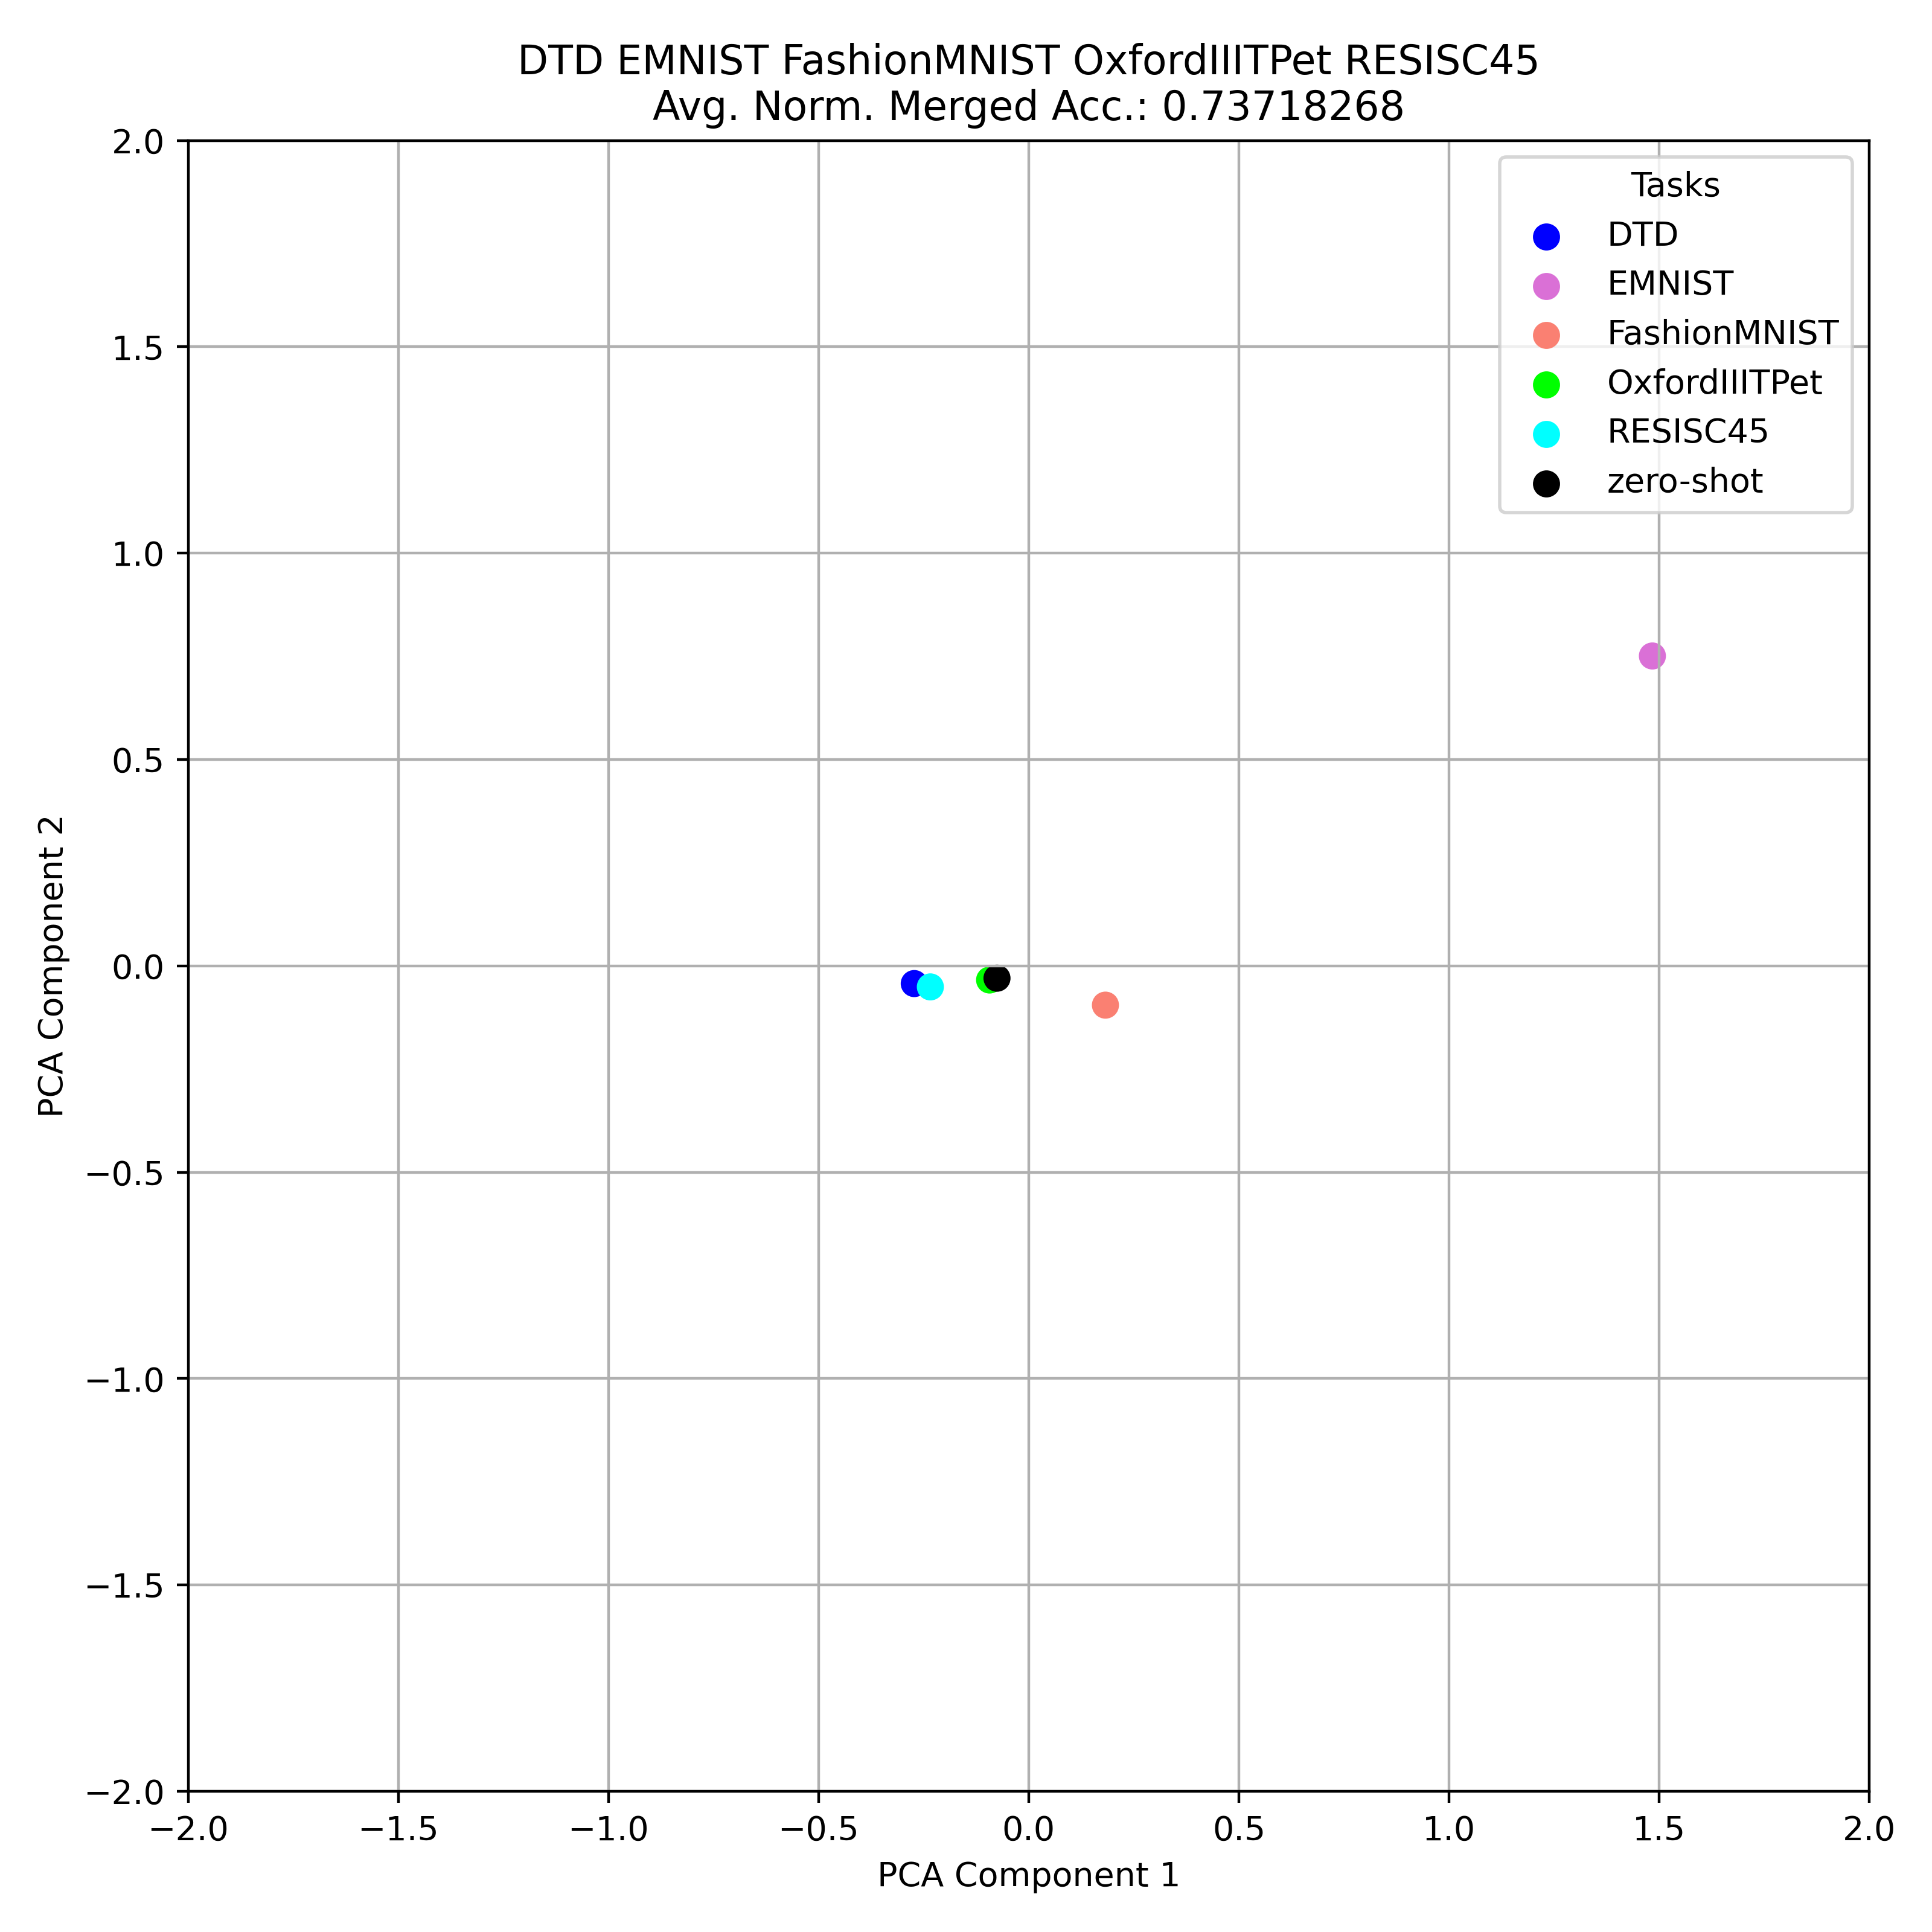 DTD EMNIST FashionMNIST OxfordIIITPet RESISC45
Avg. Norm. Merged Acc.: 0.73718268
Tasks
DTD
EMNIST
FashionMNIST
OxfordIIITPet
RESISC45
zero-shot
PCA Component 2
2.0
1.5
1.0
0.5
0.0
−0.5
−1.0
−1.5
−2.0
−2.0 −1.5 −1.0 −0.5 0.0 0.5 1.0 1.5 2.0
PCA Component 1